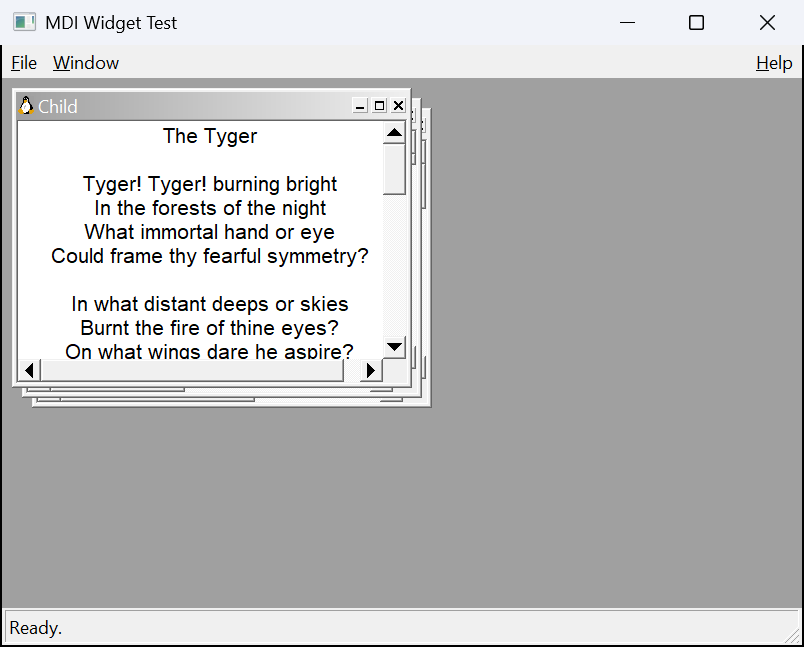 MDI Widget Test
File Window Help
Child
The Tyger
Tyger! Tyger! burning bright
In the forests of the night
What immortal hand or eye
Could frame thy fearful symmetry?
In what distant deeps or skies
Burnt the fire of thine eyes?
On what wings dare he aspire?
Ready.